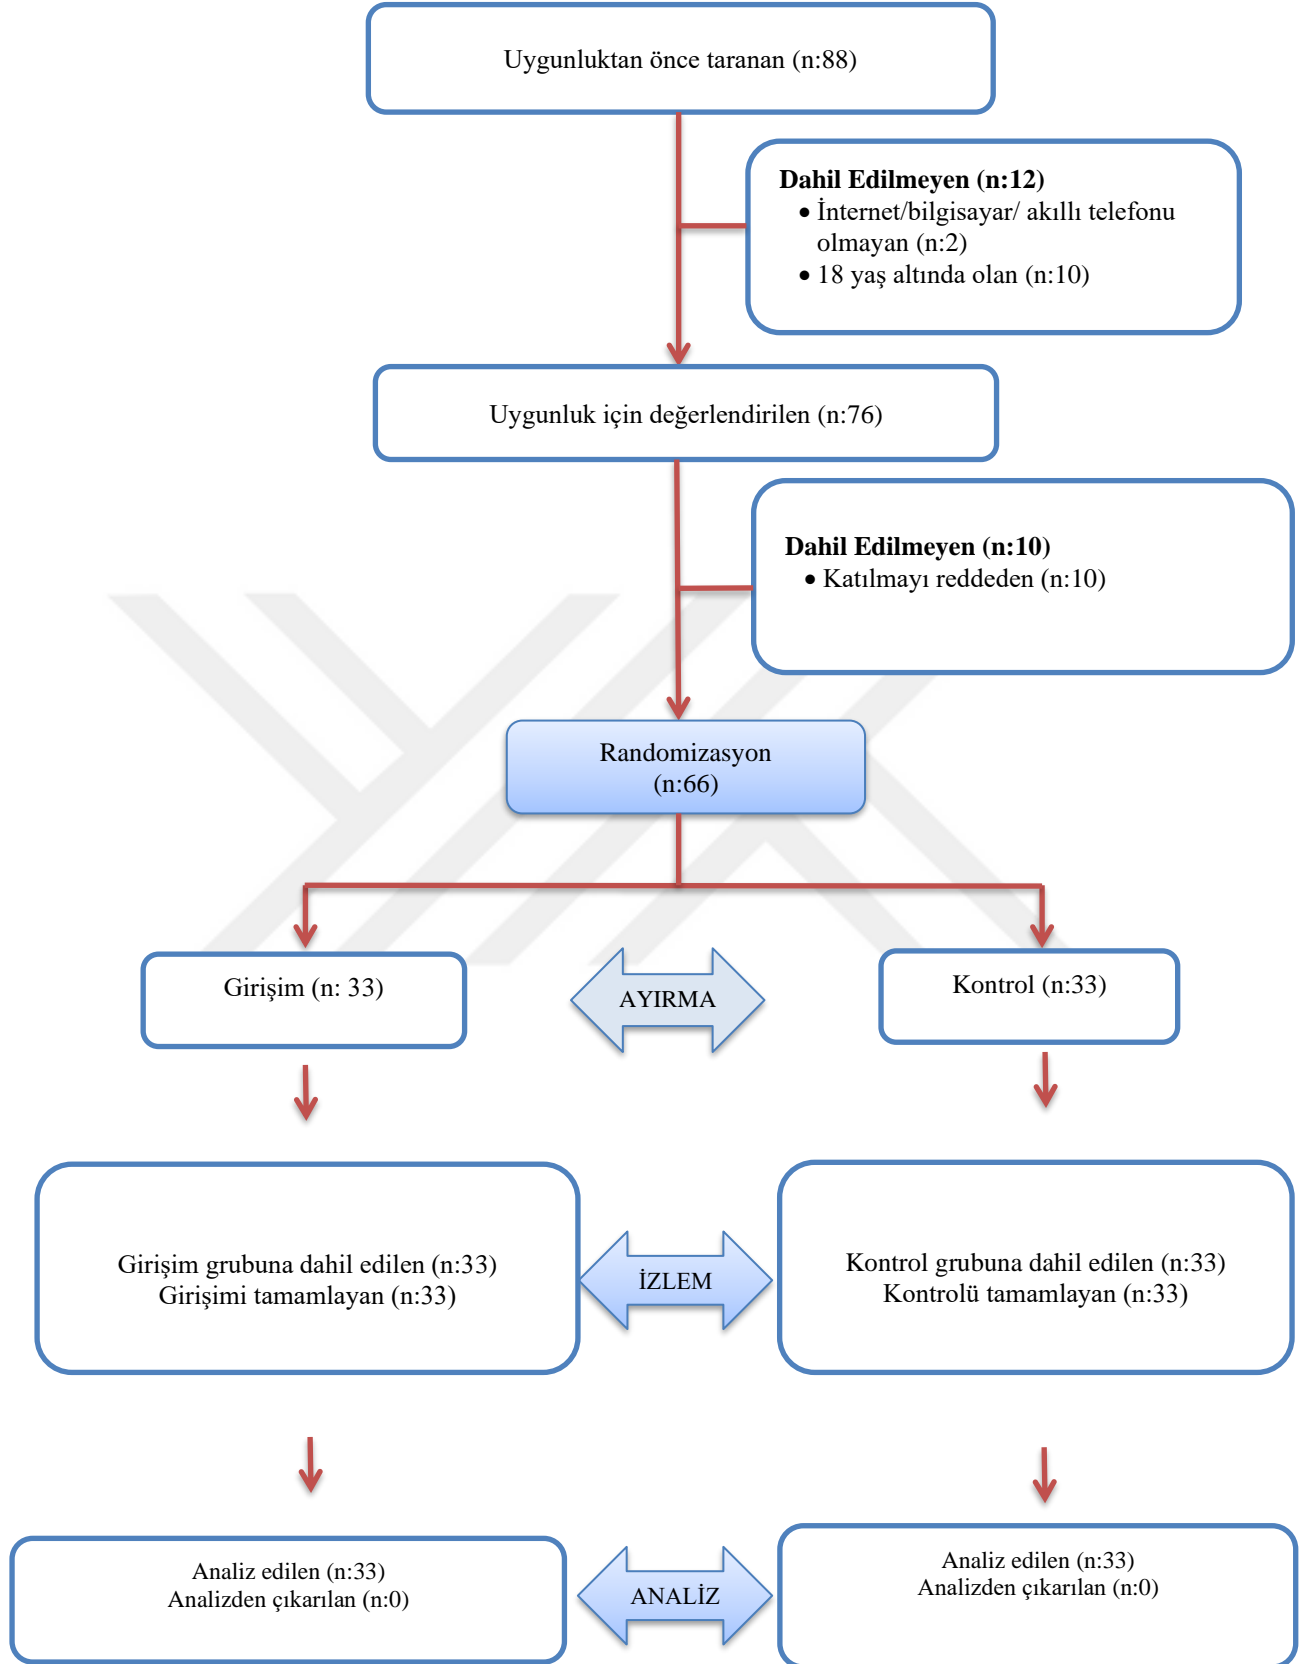 Uygunluktan önce taranan (n:88)
Dahil Edilmeyen (n:12)
• İnternet/bilgisayar/ akıllı telefonu
olmayan (n:2)
• 18 yaş altında olan (n:10)
Uygunluk için değerlendirilen (n:76)
Dahil Edilmeyen (n:10)
• Katılmayı reddeden (n:10)
Randomizasyon
(n:66)
Girişim (n: 33)
AYIRMA
Kontrol (n:33)
Girişim grubuna dahil edilen (n:33)
Girişimi tamamlayan (n:33)
İZLEM
Kontrol grubuna dahil edilen (n:33)
Kontrolü tamamlayan (n:33)
Analiz edilen (n:33)
Analizden çıkarılan (n:0)
ANALİZ
Analiz edilen (n:33)
Analizden çıkarılan (n:0)